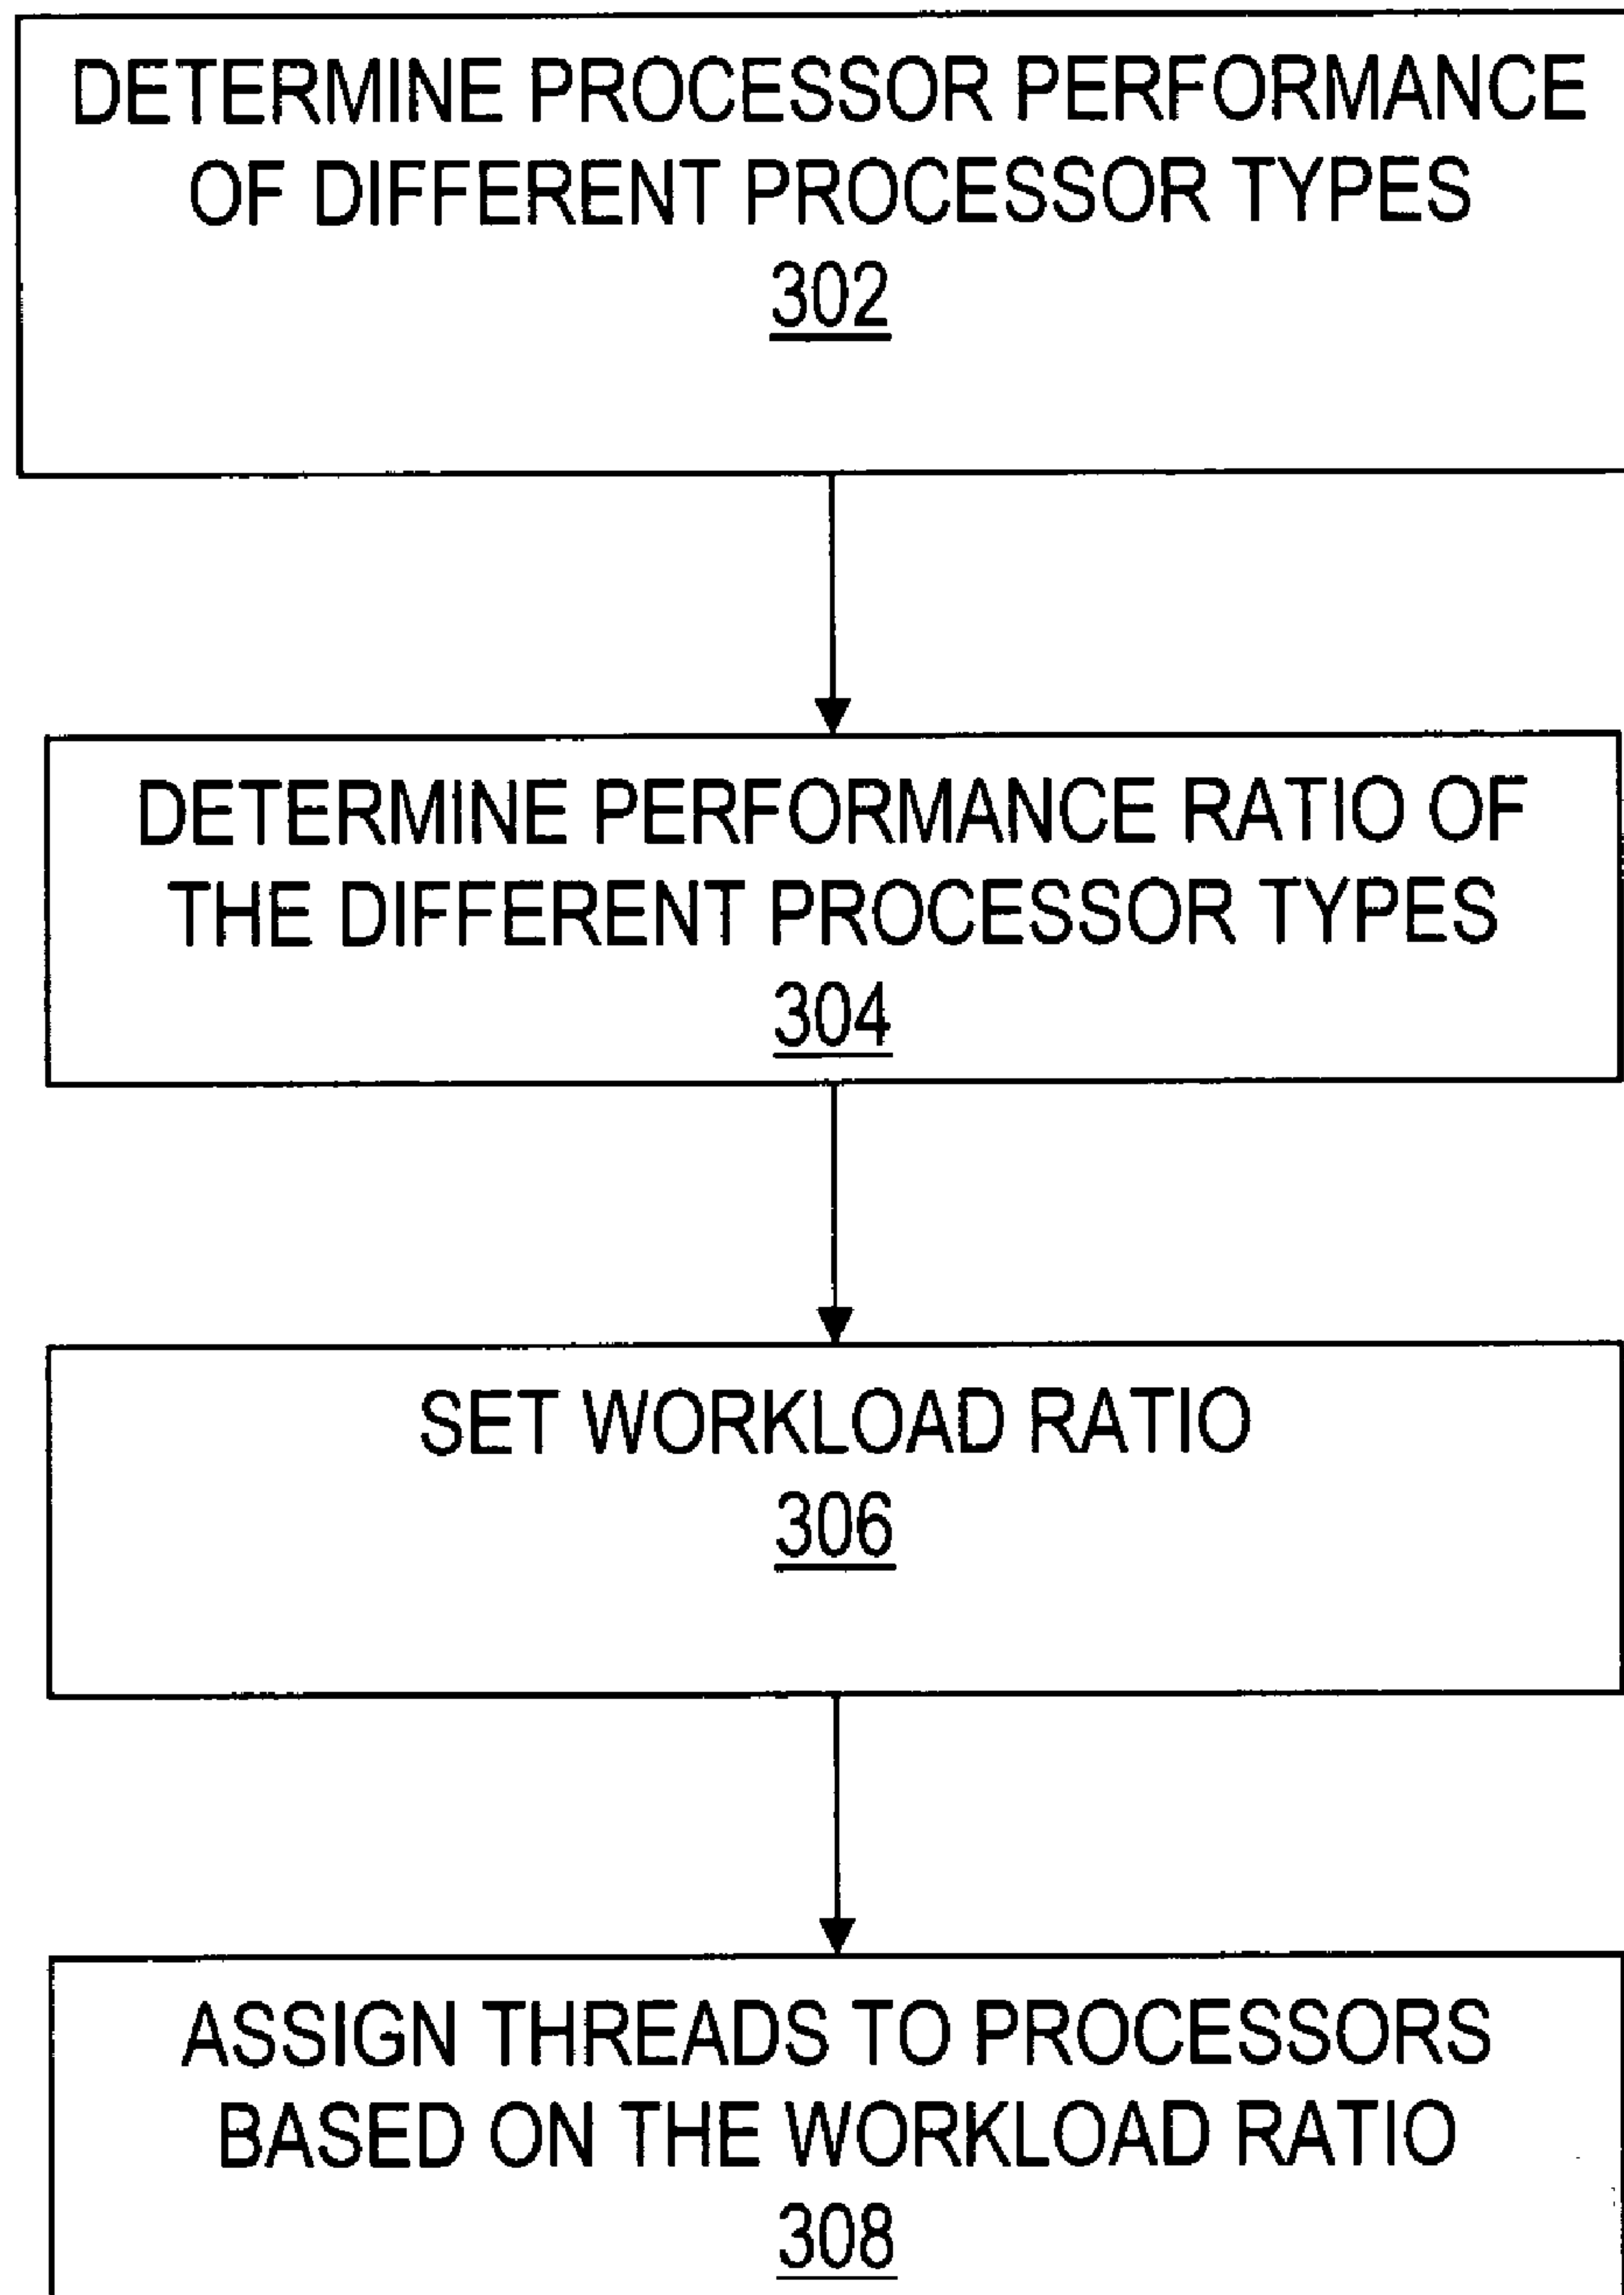 DETERMINE PROCESSOR PERFORMANCE
OF DIFFERENT PROCESSOR TYPES
302
DETERMINE PERFORMANCE RATIO OF
THE DIFFERENT PROCESSOR TYPES
304
SET WORKLOAD RATIO
306
ASSIGN THREADS TO PROCESSORS
BASED ON THE WORKLOAD RATIO
308